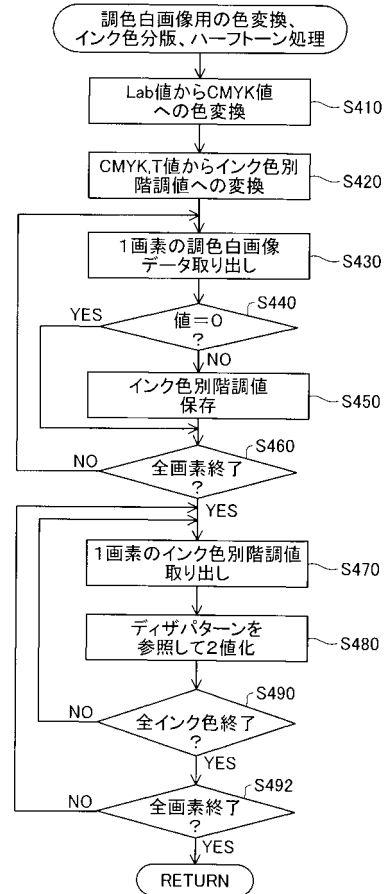 調色白画像用の色変換、
インク色分版、ハーフトーン処理
Lab値からCMYK値
への色変換
S410
CMYK,T値からインク色別
階調値への変換
S420
1画素の調色白画像
データ取り出し
S430
S440
YES
値=0
?
NO
インク色別階調値
保存
S450
S460
NO
全画素終了
?
YES
1画素のインク色別階調値
取り出し
S470
ディザパターンを
参照して2値化
S480
S490
NO
全インク色終了
?
YES
S492
NO
全画素終了
?
YES
RETURN